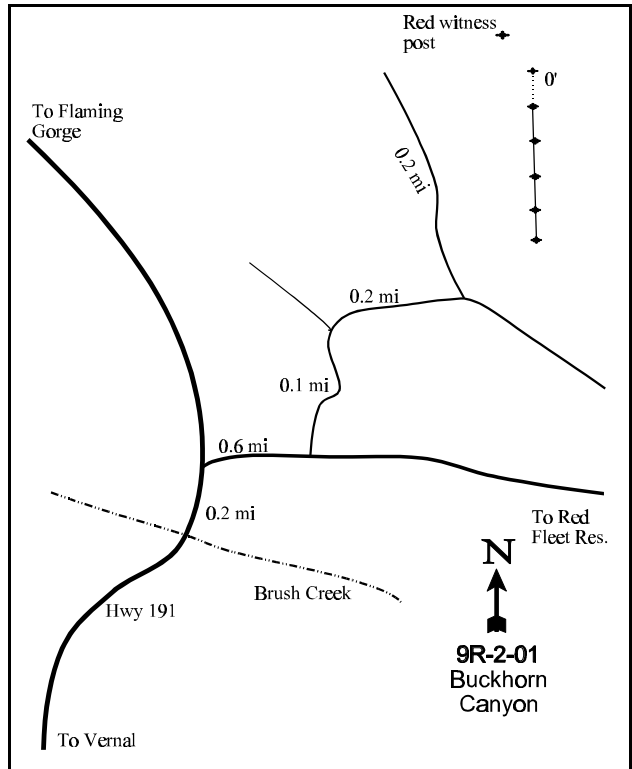 Red witness
post
0'
To Flaming
Gorge
0.2 mi
0.2 mi
0.1 mi
0.6 mi
0.2 mi
To Red
Fleet Res.
N
Brush Creek
Hwy 191
9R-2-01
Buckhorn
Canyon
To Vernal